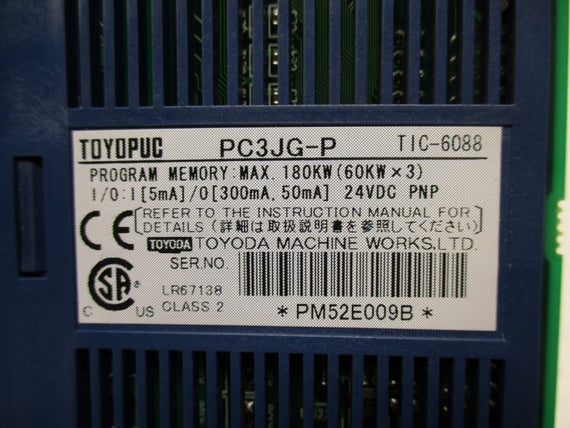 TOYOPUC PC3JG-P TIC-6088
PROGRAM MEMORY:MAX. 180KW(60KW×3)
I/O:I[5mA]/O[300mA, 50mA] 24VDC PNP
CE [REFER TO THE INSTRUCTION MANUAL FOR
DETAILS (詳細は取扱説明書を参照してください)]
TOYODA TOYODA MACHINE WORKS.LTD.
SER.NO.
SA
LR67138
C US CLASS 2
*PM52E009B*